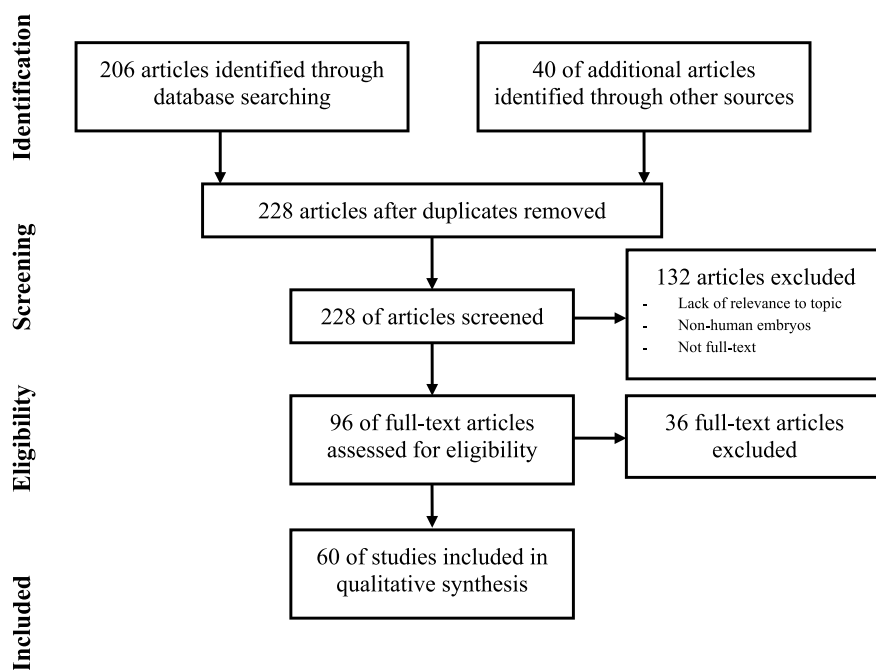 Identification
206 articles identified through
database searching
40 of additional articles
identified through other sources
Screening
228 articles after duplicates removed
228 of articles screened
132 articles excluded
- Lack of relevance to topic
- Non-human embryos
- Not full-text
Eligibility
96 of full-text articles
assessed for eligibility
36 full-text articles
excluded
Included
60 of studies included in
qualitative synthesis